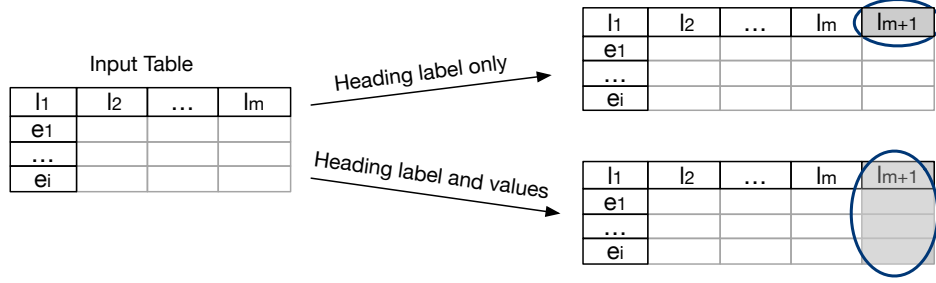 Input Table
l1 l2 ... lm
e1
...
ei
Heading label only
Heading label and values
l1 l2 ... lm lm+1
e1
...
ei
l1 l2 ... lm lm+1
e1
...
ei